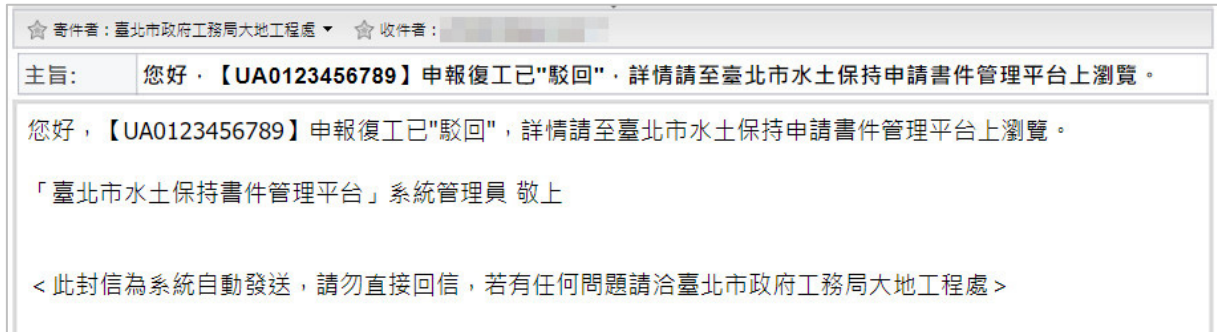 寄件者：臺北市政府工務局大地工程處 收件者：
主旨: 您好，【UA0123456789】申報復工已"駁回"，詳情請至臺北市水土保持申請書件管理平台上瀏覽。
您好，【UA0123456789】申報復工已"駁回"，詳情請至臺北市水土保持申請書件管理平台上瀏覽。
「臺北市水土保持書件管理平台」系統管理員 敬上
<此封信為系統自動發送，請勿直接回信，若有任何問題請洽臺北市政府工務局大地工程處>